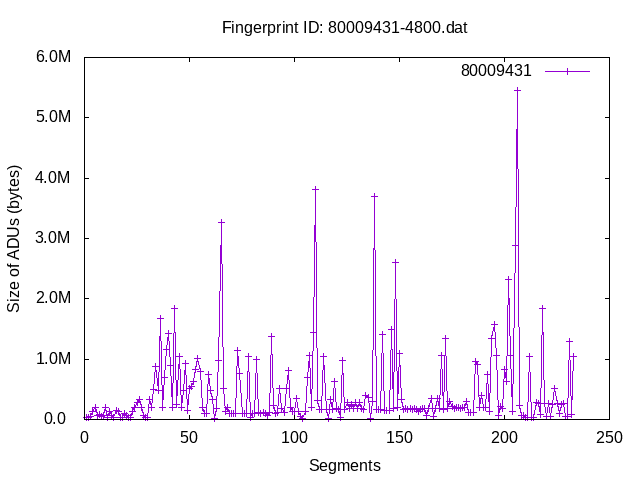 Fingerprint ID: 80009431-4800.dat
80009431
Size of ADUs (bytes)
6.0M
5.0M
4.0M
3.0M
2.0M
1.0M
0.0
0 50 100 150 200 250
Segments